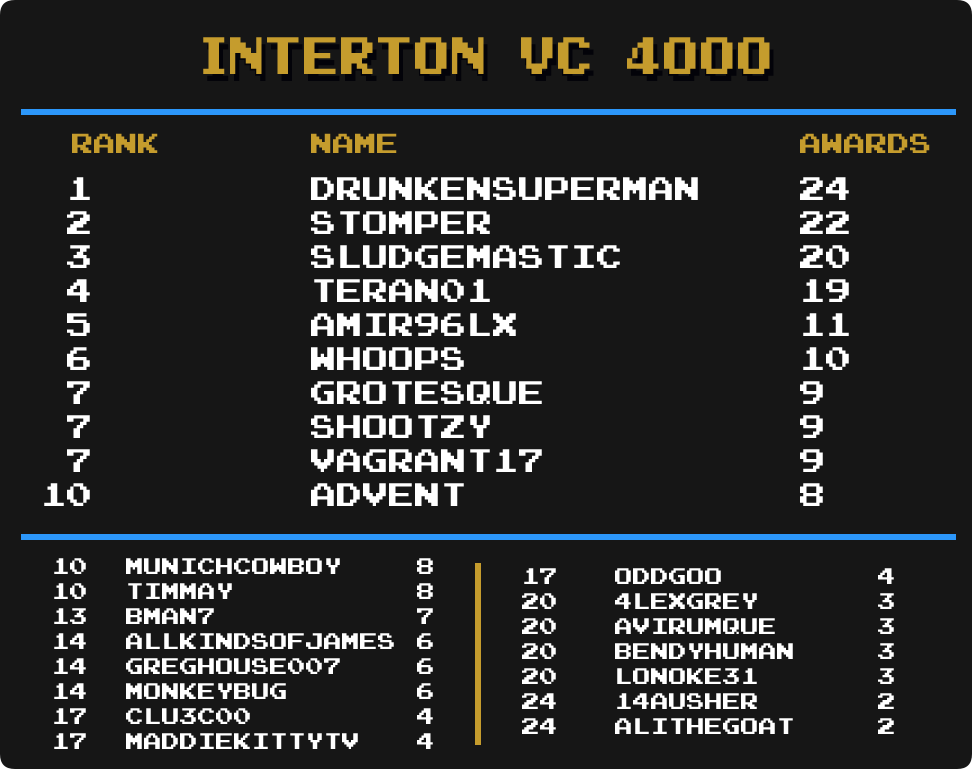 INTERTON VC 4000
RANK NAME AWARDS
1 DRUNKENSUPERMAN 24
2 STOMPER 22
3 SLUDGEMASTIC 20
4 TERAN01 19
5 AMIR96LX 11
6 WHOOPS 10
7 GROTESQUE 9
7 SHOOTZY 9
7 VAGRANT17 9
10 ADVENT 8
10 MUNICHCOWBOY 8
10 TIMMAY 8
13 BMAN7 7
14 ALLKINDSOFJAMES 6
14 GREGHOUSE007 6
14 MONKEYBUG 6
17 CLU3C00 4
17 MADDIEKITTYTV 4
17 ODDGOO 4
20 4LEXGREY 3
20 AVIRUMQUE 3
20 BENDYHUMAN 3
20 LONOKE31 3
24 14AUSHER 2
24 ALITHEGOAT 2